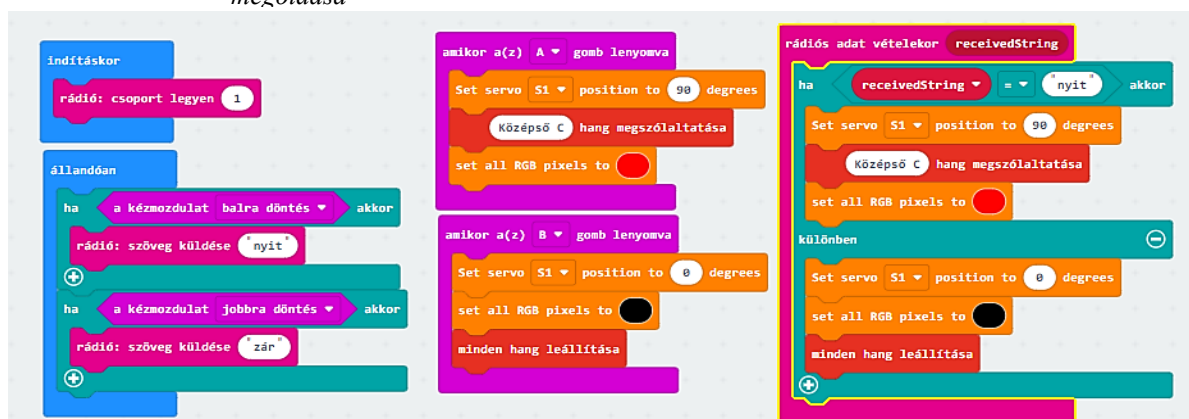 megoldása
indításkor
rádió: csoport legyen 1
állandóan
ha a kézmozdulat balra döntés akkor
rádió: szöveg küldése "nyit"
ha a kézmozdulat jobbra döntés akkor
rádió: szöveg küldése "zár"
amikor a(z) A gomb lenyomva
Set servo S1 position to 90 degrees
Középső C hang megszólaltatása
set all RGB pixels to
amikor a(z) B gomb lenyomva
Set servo S1 position to 0 degrees
set all RGB pixels to
minden hang leállítása
rádiós adat vételekor receivedString
ha receivedString = "nyit" akkor
Set servo S1 position to 90 degrees
Középső C hang megszólaltatása
set all RGB pixels to
különben
Set servo S1 position to 0 degrees
set all RGB pixels to
minden hang leállítása